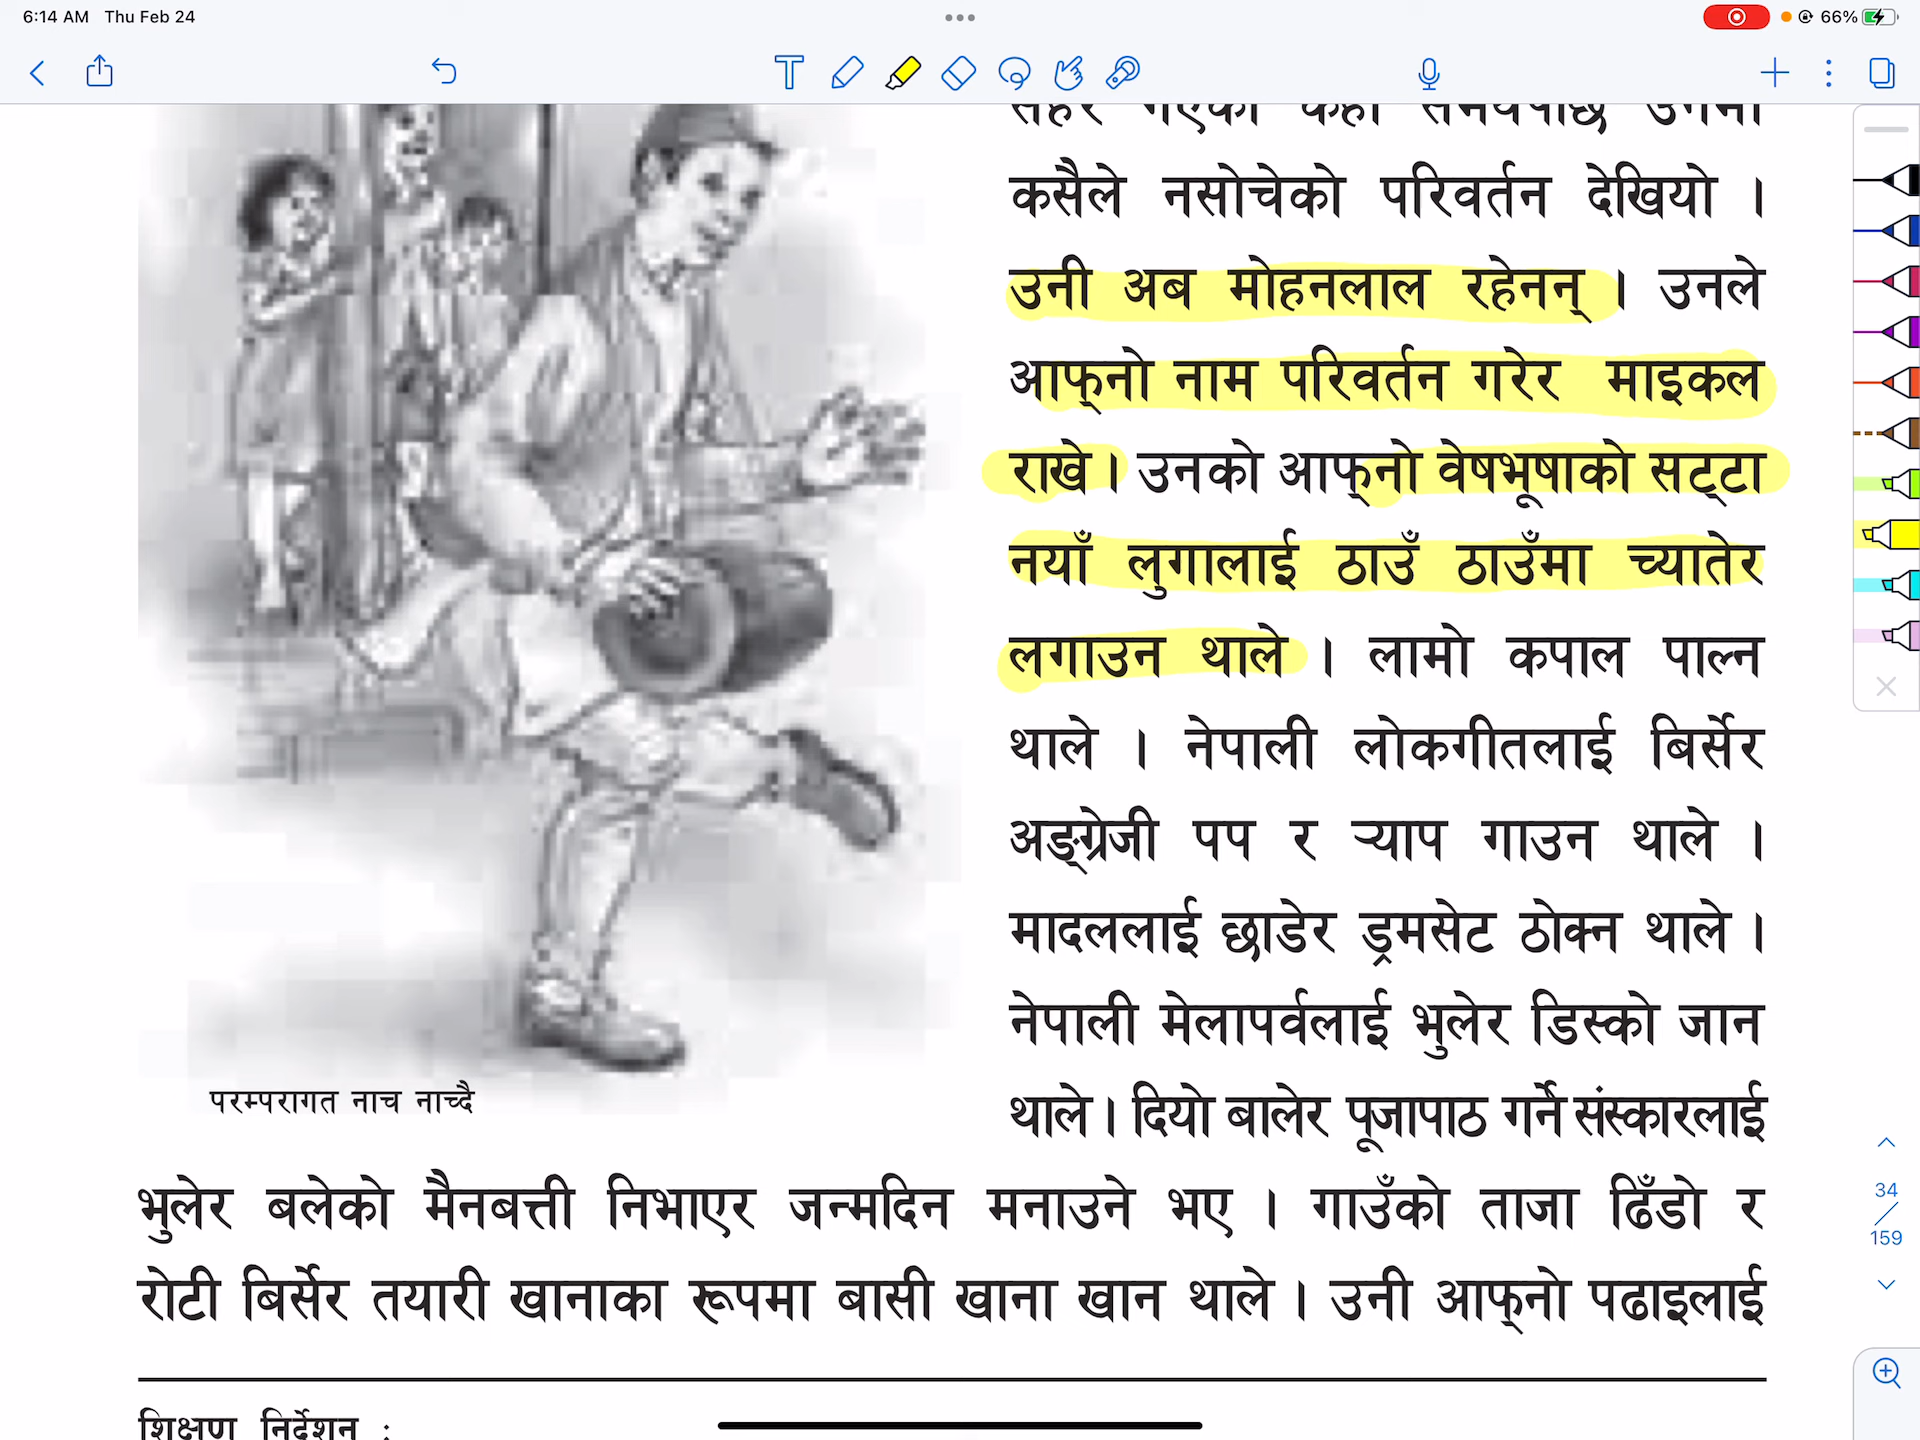 6:14 AM Thu Feb 24
66%
कसैले नसोचेको परिवर्तन देखियो ।
उनी अब मोहनलाल रहेनन् । उनले
आफ्नो नाम परिवर्तन गरेर माइकल
राखे । उनको आफ्नो वेषभूषाको सट्टा
नयाँ लुगालाई ठाउँ ठाउँमा च्यातेर
लगाउन थाले । लामो कपाल पाल्न
थाले । नेपाली लोकगीतलाई बिर्सेर
अङ्ग्रेजी पप र ऱ्याप गाउन थाले ।
मादललाई छाडेर ड्रमसेट ठोक्न थाले ।
नेपाली मेलापर्वलाई भुलेर डिस्को जान
थाले । दियो बालेर पूजापाठ गर्ने संस्कारलाई
परम्परागत नाच नाच्दै
भुलेर बलेको मैनबत्ती निभाएर जन्मदिन मनाउने भए । गाउँको ताजा ढिँडो र
रोटी बिर्सेर तयारी खानाका रूपमा बासी खाना खान थाले । उनी आफ्नो पढाइलाई
शिक्षण निर्देशन :
34
159